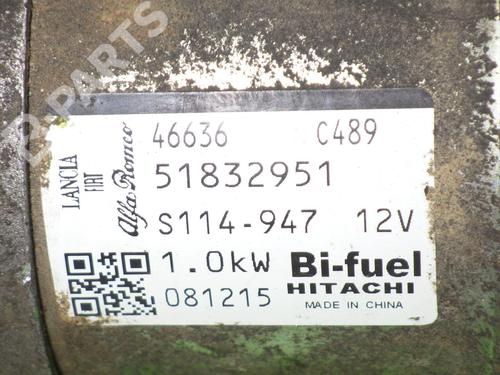 B-PARTS
46636 C489
LANCIA
FIAT
Alfa Romeo
51832951
S114-947 12V
1.0kW Bi-fuel
HITACHI
081215 MADE IN CHINA